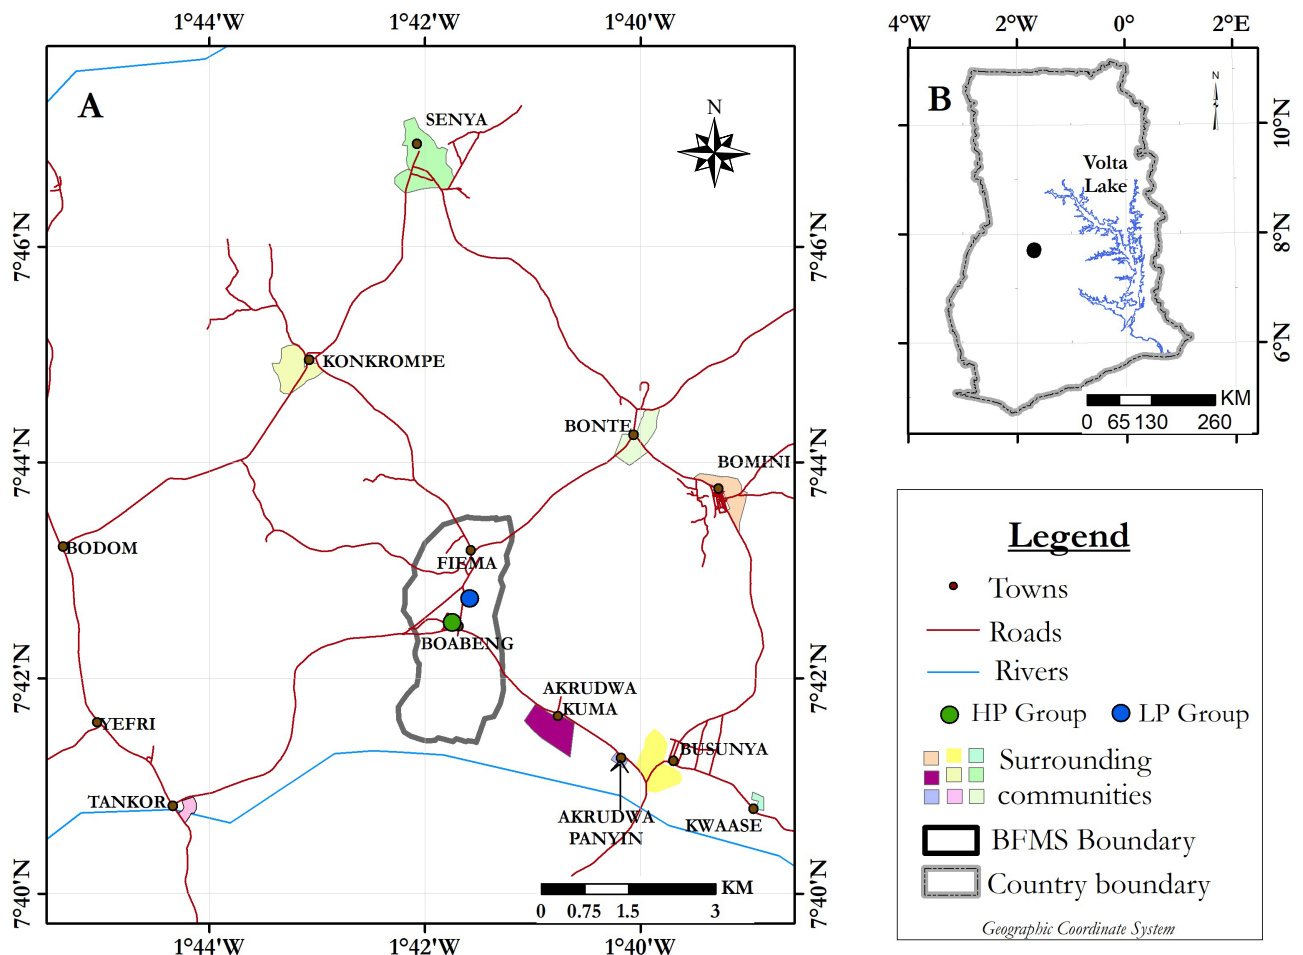 1°44'W 1°42'W 1°40'W
4°W 2°W 0° 2°E
A
B
N
N
SENYA
Volta
Lake
10°N
8°N
6°N
7°46'N
7°46'N
KONKROMPE
KM
0 65 130 260
BONTE
BOMINI
7°44'N
7°44'N
BODOM
FIEMA
BOABENG
7°42'N
7°42'N
AKRUDWA
KUMA
YEFRI
BUSUNYA
TANKOR
AKRUDWA
PANYIN
KWAASE
7°40'N
7°40'N
KM
0 0.75 1.5 3
1°44'W 1°42'W 1°40'W
Legend
Towns
Roads
Rivers
HP Group LP Group
Surrounding
communities
BFMS Boundary
Country boundary
Geographic Coordinate System